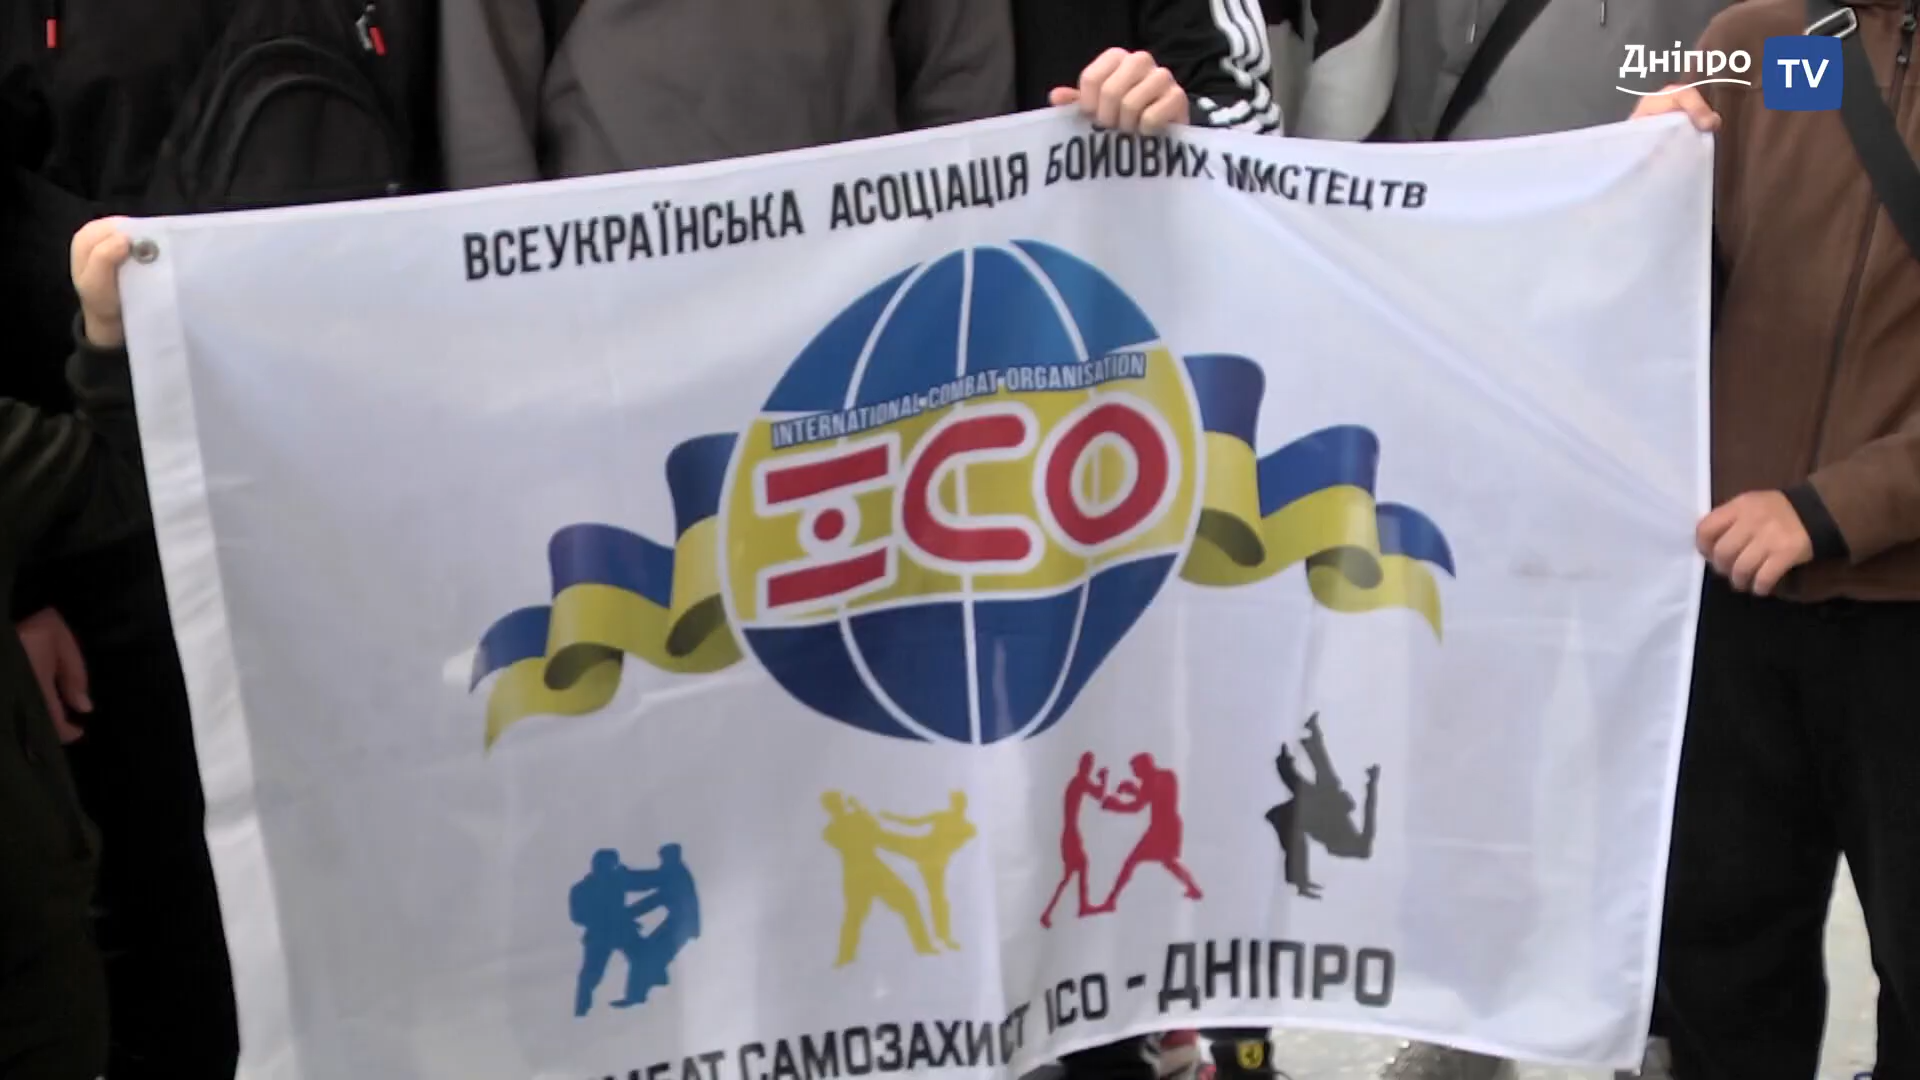 Дніпро TV
ВСЕУКРАЇНСЬКА АСОЦІАЦІЯ БОЙОВИХ МИСТЕЦТВ
INTERNATIONAL COMBAT ORGANISATION
ICO
САМОЗАХИСТ ICO - ДНІПРО